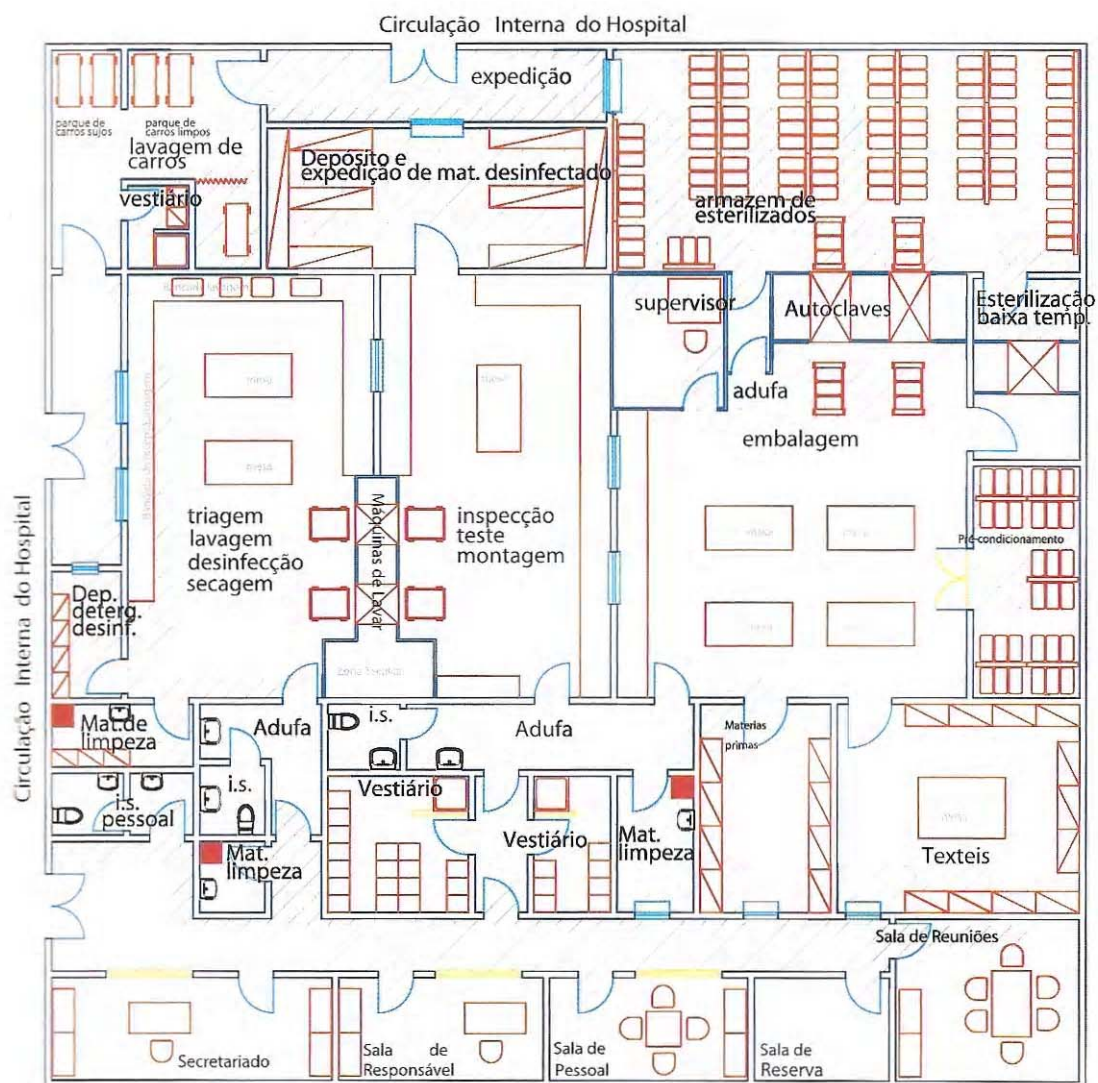 Circulação Interna do Hospital
expedição
parque de
carros sujos
parque de
carros limpos
lavagem de
carros
Depósito e
expedição de mat. desinfectado
vestiário
armazem de
esterilizados
supervisor
Autoclaves
Esterilização
baixa temp.
adufa
embalagem
mesa
mesa
triagem
lavagem
desinfecção
secagem
Máquinas de Lavar
inspecção
teste
montagem
Pré-condicionamento
Circulação Interna do Hospital
Dep.
deterg.
desinf.
Mat.de
limpeza
Adufa
i.s.
Adufa
Materias
primas
i.s.
pessoal
i.s.
Vestiário
Vestiário
Mat.
limpeza
Mat.
limpeza
Texteis
Sala de Reuniões
Secretariado
Sala de
Responsável
Sala de
Pessoal
Sala de
Reserva